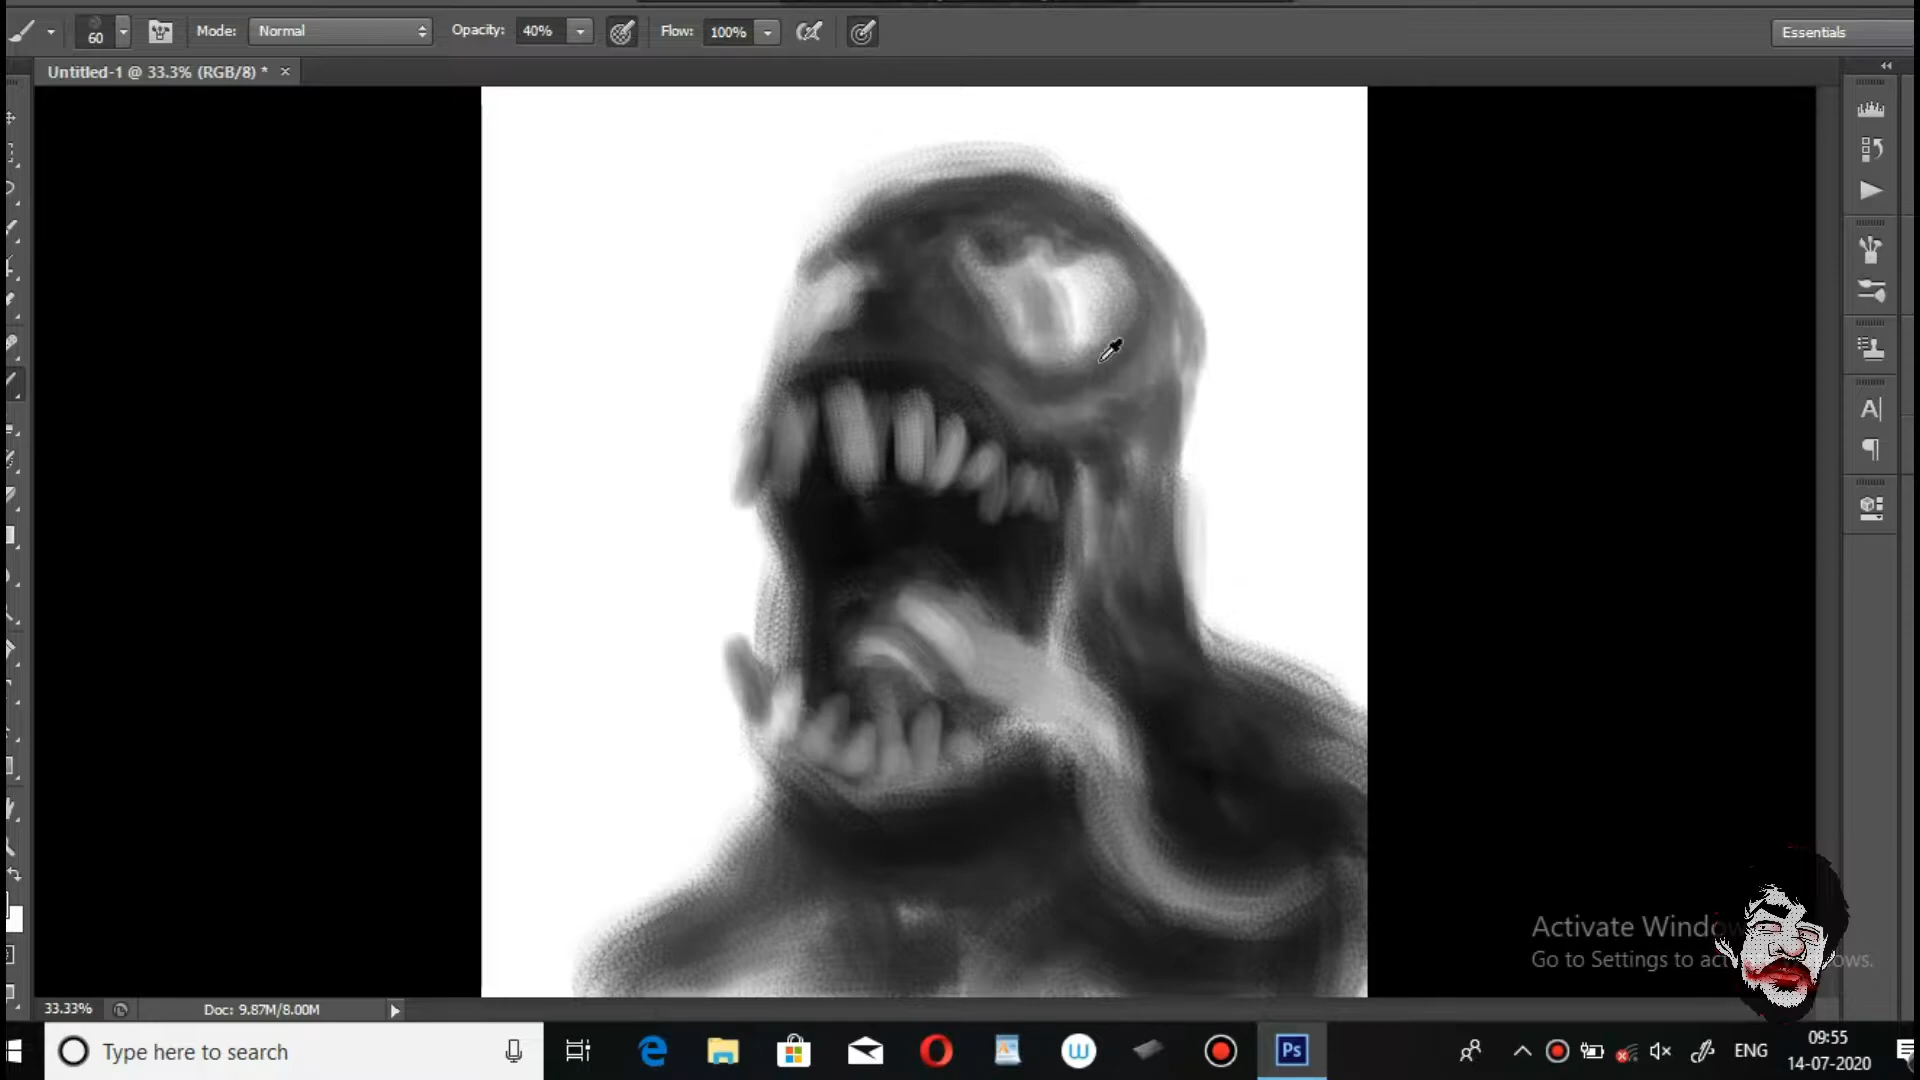 60 Mode: Normal Opacity: 40% Flow: 100% Essentials
Untitled-1 @ 33.3% (RGB/8) *
Activate Windo
Go to Settings to act ows.
33.33% Doc: 9.87M/8.00M
Type here to search
Ps
ENG
09:55
14-07-2020